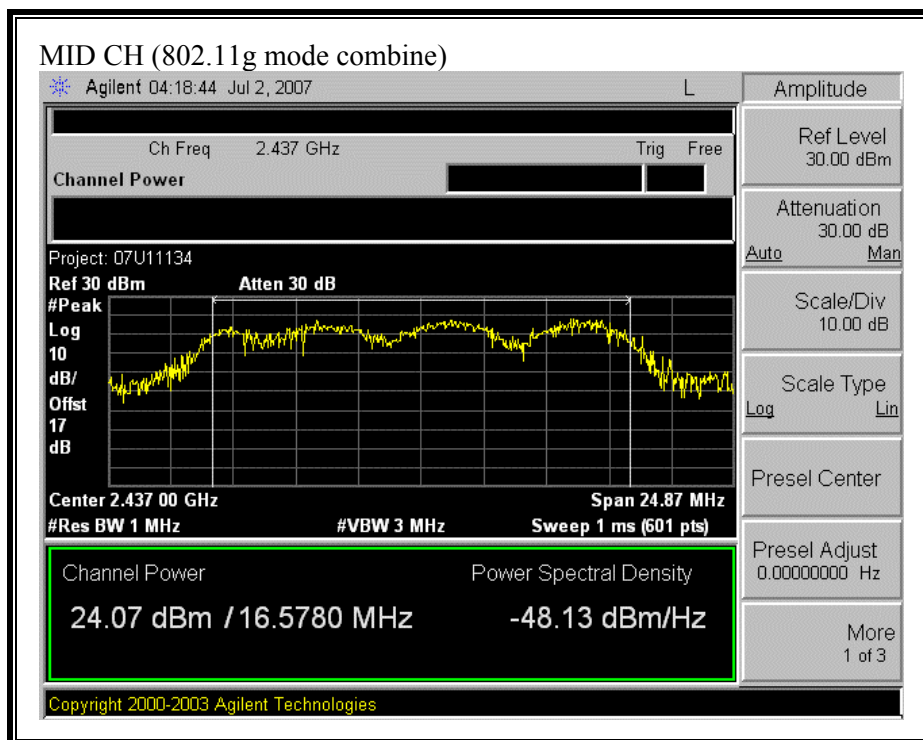 MID CH (802.11g mode combine)
Agilent 04:18:44 Jul 2, 2007 L
Ch Freq 2.437 GHz Trig Free
Channel Power
Project: 07U11134
Ref 30 dBm Atten 30 dB
#Peak
Log
10
dB/
Offst
17
dB
Center 2.437 00 GHz Span 24.87 MHz
#Res BW 1 MHz #VBW 3 MHz Sweep 1 ms (601 pts)
Channel Power Power Spectral Density
24.07 dBm / 16.5780 MHz -48.13 dBm/Hz
Copyright 2000-2003 Agilent Technologies
Amplitude
Ref Level
30.00 dBm
Attenuation
30.00 dB
Auto Man
Scale/Div
10.00 dB
Scale Type
Log Lin
Presel Center
Presel Adjust
0.00000000 Hz
More
1 of 3